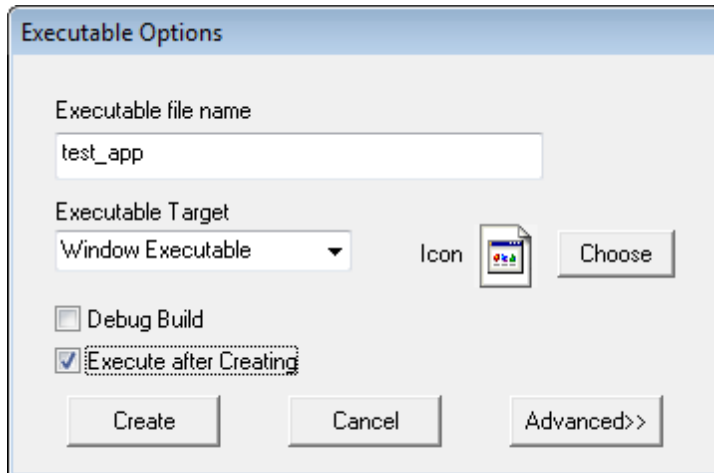 Executable Options
Executable file name
test_app
Executable Target
Window Executable
Icon
Choose
Debug Build
Execute after Creating
Create
Cancel
Advanced>>